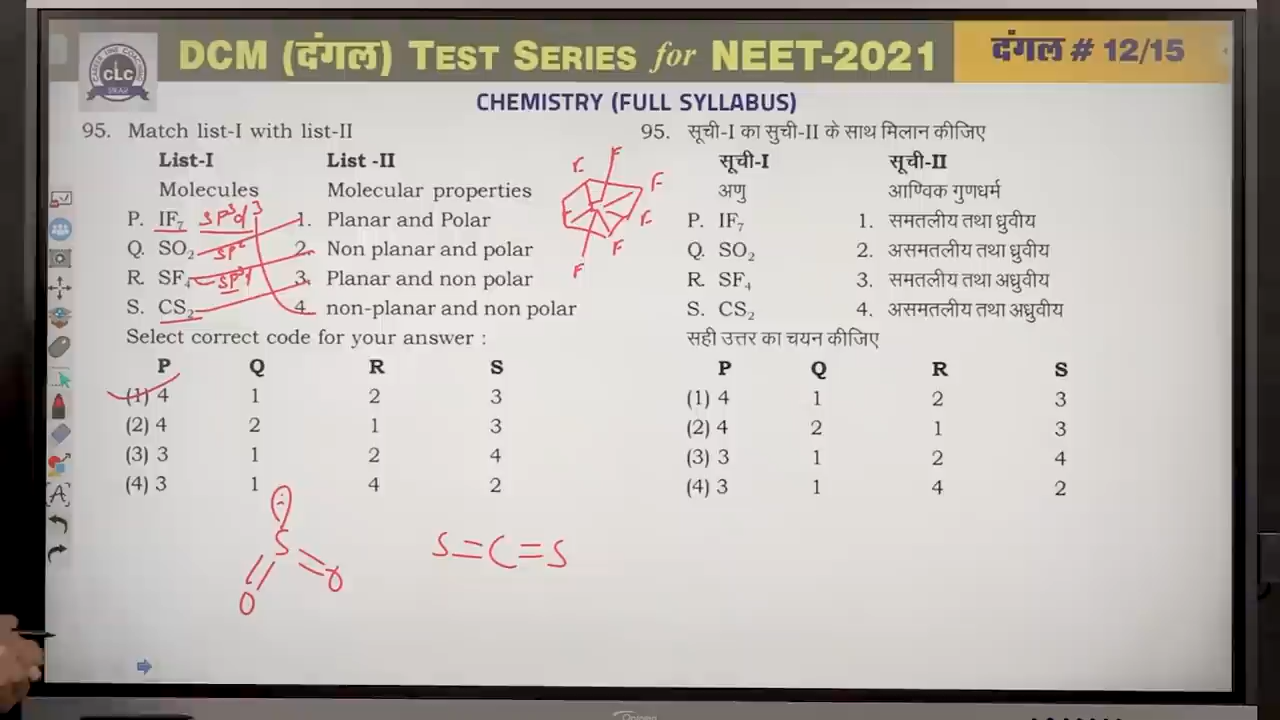 DCM (दंगल) TEST SERIES for NEET-2021
दंगल # 12/15
CLC
SIKAR
CHEMISTRY (FULL SYLLABUS)
95. Match list-I with list-II
List-I List -II
Molecules Molecular properties
P. IF₇ sp³d³ 1. Planar and Polar
Q. SO₂ sp² 2. Non planar and polar
R. SF₄ sp³d 3. Planar and non polar
S. CS₂ 4. non-planar and non polar
Select correct code for your answer :
P Q R S
(1) 4 1 2 3
(2) 4 2 1 3
(3) 3 1 2 4
(4) 3 1 4 2
F
F
F
F
F
F
F
S
O
O
S=C=S
95. सूची-I का सुची-II के साथ मिलान कीजिए
सूची-I सूची-II
अणु आण्विक गुणधर्म
P. IF₇ 1. समतलीय तथा ध्रुवीय
Q. SO₂ 2. असमतलीय तथा ध्रुवीय
R. SF₄ 3. समतलीय तथा अध्रुवीय
S. CS₂ 4. असमतलीय तथा अध्रुवीय
सही उत्तर का चयन कीजिए
P Q R S
(1) 4 1 2 3
(2) 4 2 1 3
(3) 3 1 2 4
(4) 3 1 4 2